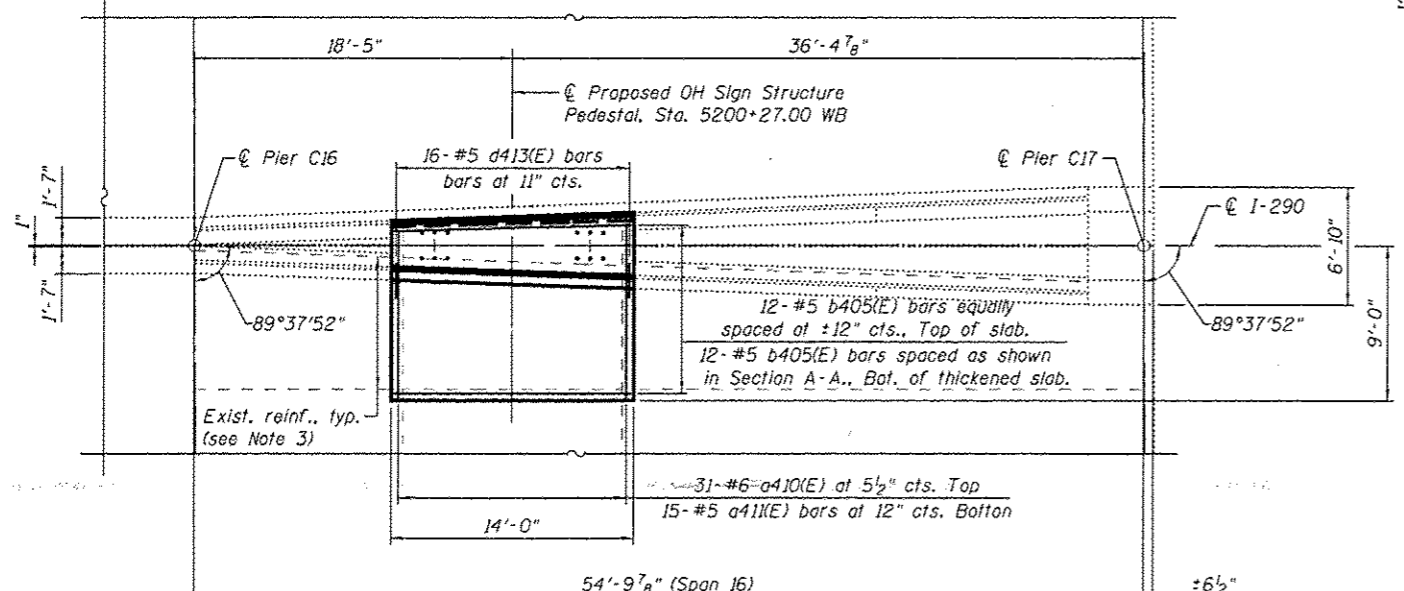 18'-5"
36'-4⅞"
℄ Proposed OH Sign Structure
Pedestal, Sta. 5200+27.00 WB
℄ Pier C16
16- #5 d413(E) bars
bars at 11" cts.
℄ Pier C17
1'-7"
1"
1'-7"
℄ I-290
6'-10"
9'-0"
89°37'52"
89°37'52"
12- #5 b405(E) bars equally
spaced at ±12" cts., Top of slab.
12- #5 b405(E) bars spaced as shown
in Section A-A., Bot. of thickened slab.
Exist. reinf., typ.
(see Note 3)
31-#6-a410(E) at 5½" cts. Top
15- #5 a411(E) bars at 12" cts. Botton
14'-0"
54'-9⅞" (Span 16)
±6½"